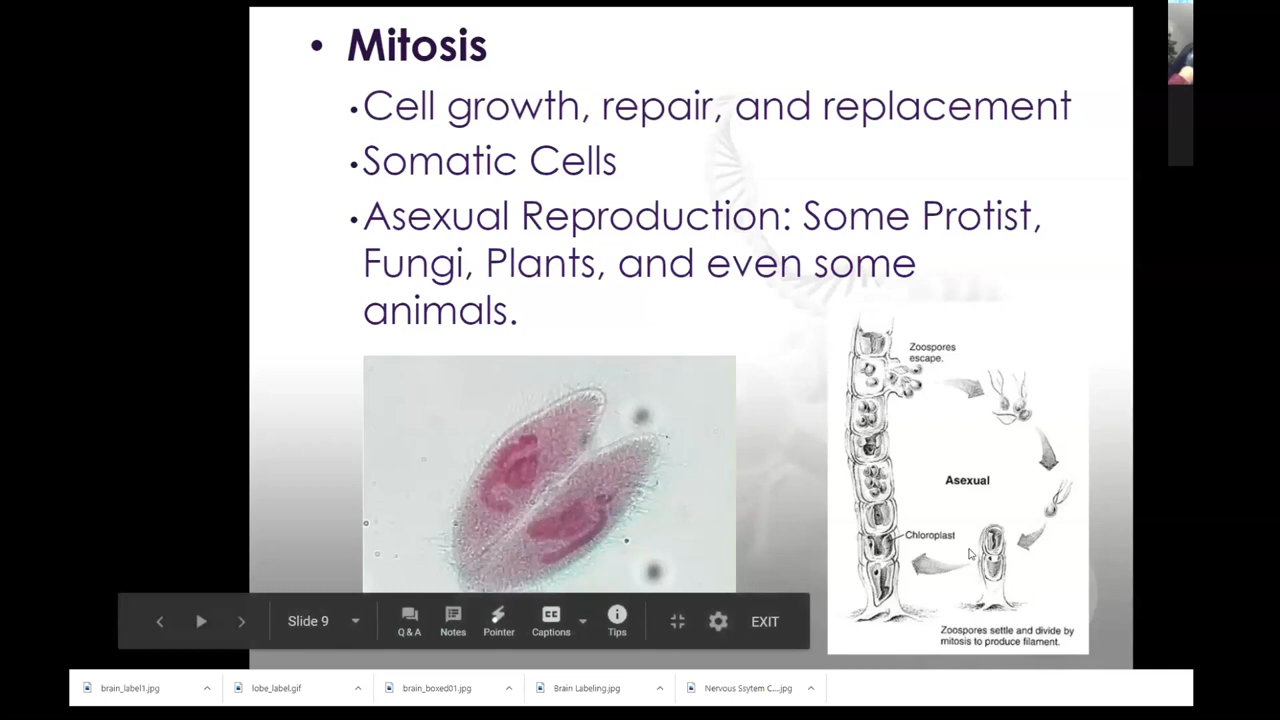 • Mitosis
• Cell growth, repair, and replacement
• Somatic Cells
• Asexual Reproduction: Some Protist,
Fungi, Plants, and even some
animals.
Zoospores
escape.
Asexual
Chloroplast
Zoospores settle and divide by
mitosis to produce filament.
Slide 9
Q & A
Notes
Pointer
CC
Captions
Tips
EXIT
brain_label1.jpg
lobe_label.gif
brain_boxed01.jpg
Brain Labeling.jpg
Nervous Ssytem C....jpg